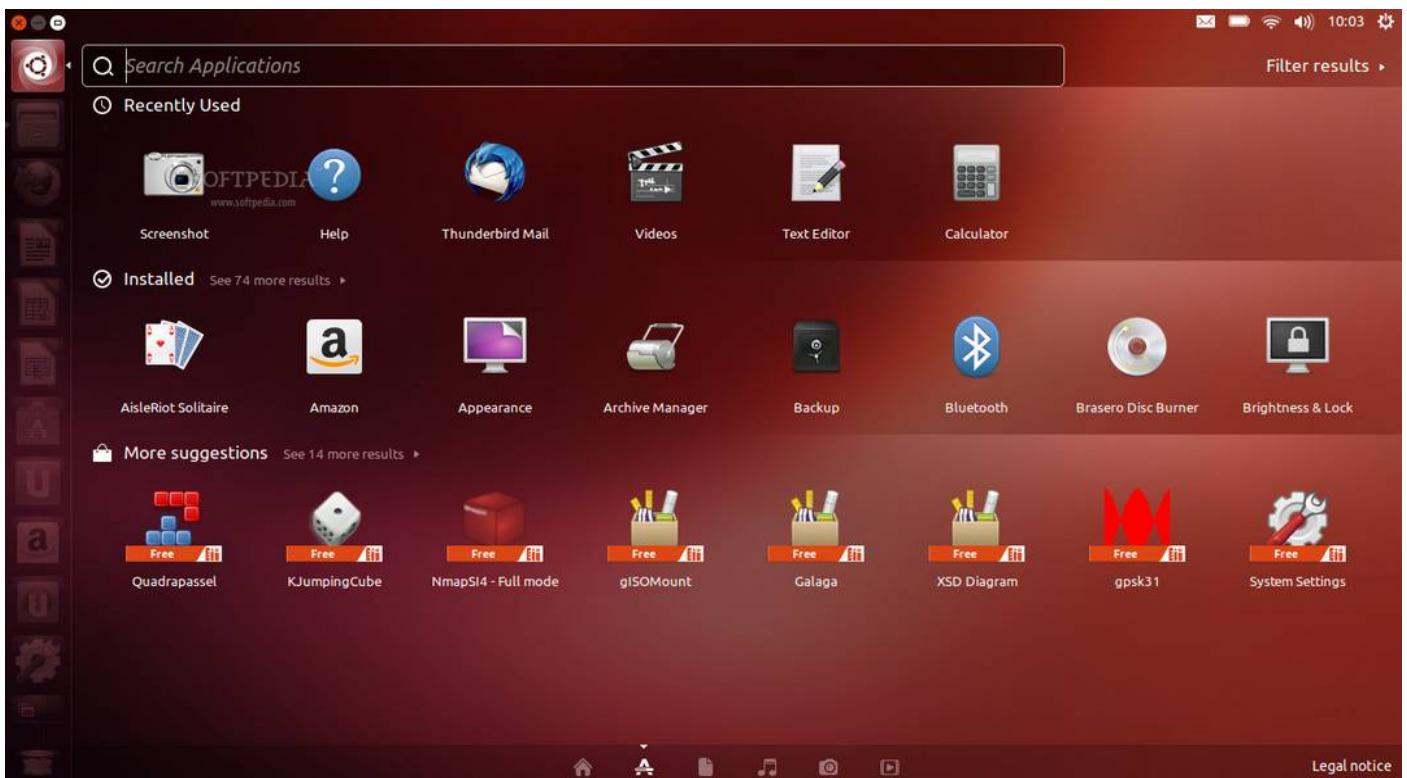 10:03
Search Applications
Filter results
Recently Used
SOFTPEDIA
www.softpedia.com
Screenshot Help Thunderbird Mail Videos Text Editor Calculator
Installed See 74 more results
a
AisleRiot Solitaire Amazon Appearance Archive Manager Backup Bluetooth Brasero Disc Burner Brightness & Lock
More suggestions See 14 more results
Free Free Free Free Free Free Free Free
Quadrapassel KJumpingCube NmapSI4 - Full mode gISOMount Galaga XSD Diagram gpsk31 System Settings
Legal notice